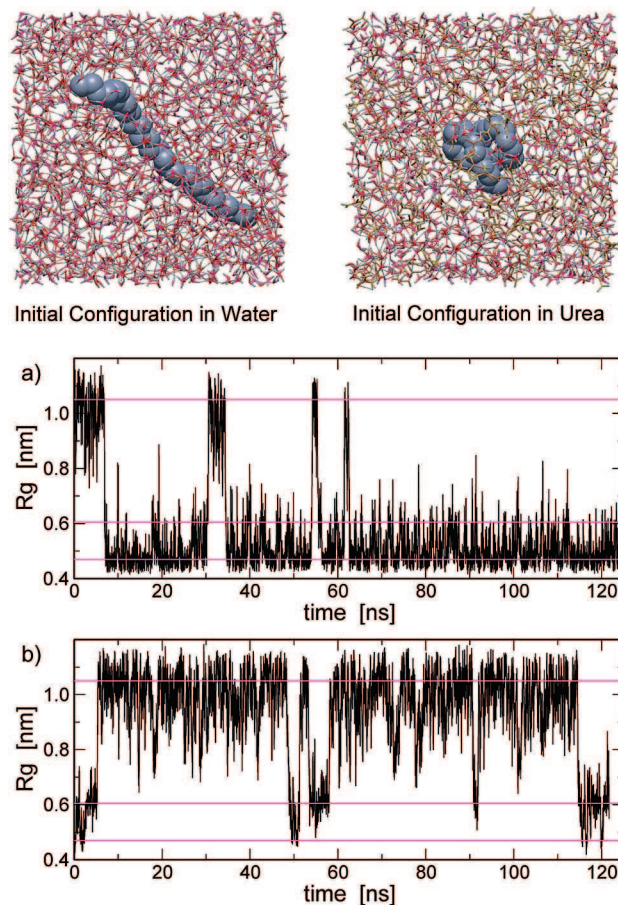 Initial Configuration in Water
Initial Configuration in Urea
a)
Rg [nm]
1.0
0.8
0.6
0.4
0 20 40 60 80 100 120
time [ns]
b)
Rg [nm]
1.0
0.8
0.6
0.4
0 20 40 60 80 100 120
time [ns]